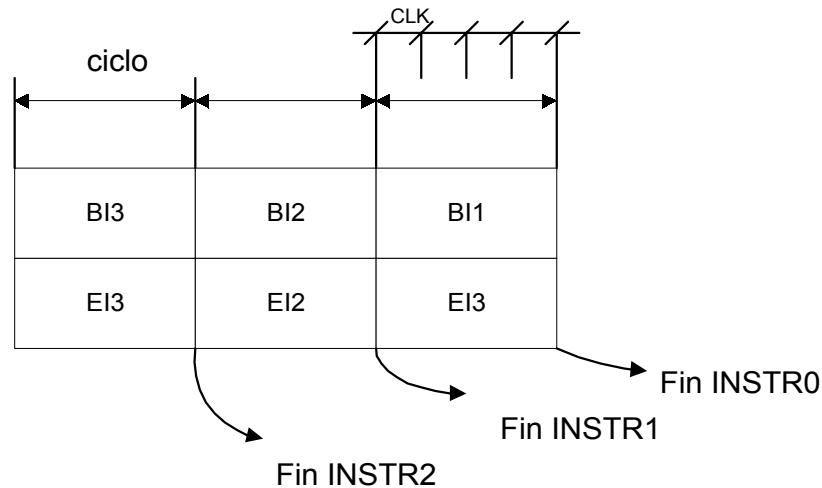 CLK
ciclo
BI3 BI2 BI1
EI3 EI2 EI3
Fin INSTR0
Fin INSTR1
Fin INSTR2